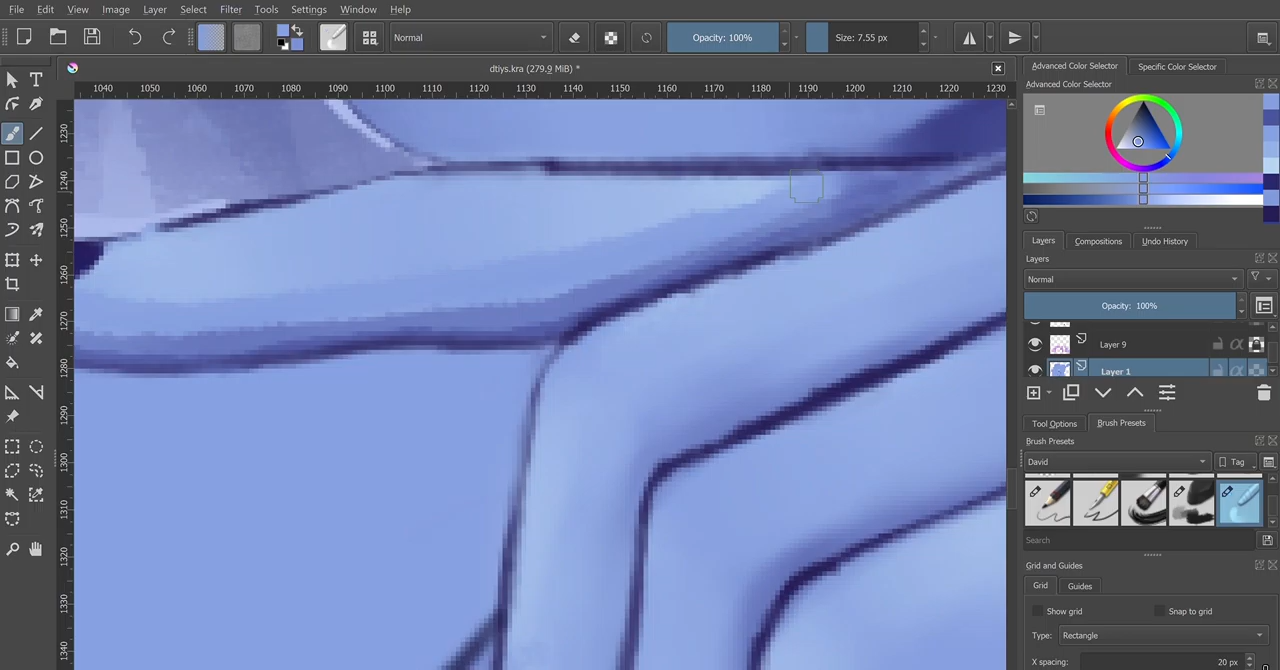 File Edit View Image Layer Select Filter Tools Settings Window Help
Normal Opacity: 100% Size: 7.55 px
dtiys.kra (279.9 MiB) *
1040 1050 1060 1070 1080 1090 1100 1110 1120 1130 1140 1150 1160 1170 1180 1190 1200 1210 1220 1230
1230
1240
1250
1260
1270
1280
1290
1300
1310
1320
1330
1340
Advanced Color Selector Specific Color Selector
Advanced Color Selector
Layers Compositions Undo History
Layers
Normal
Opacity: 100%
Layer 9
Layer 1
Tool Options Brush Presets
Brush Presets
David Tag
Search
Grid and Guides
Grid Guides
Show grid Snap to grid
Type: Rectangle
X spacing: 20 px